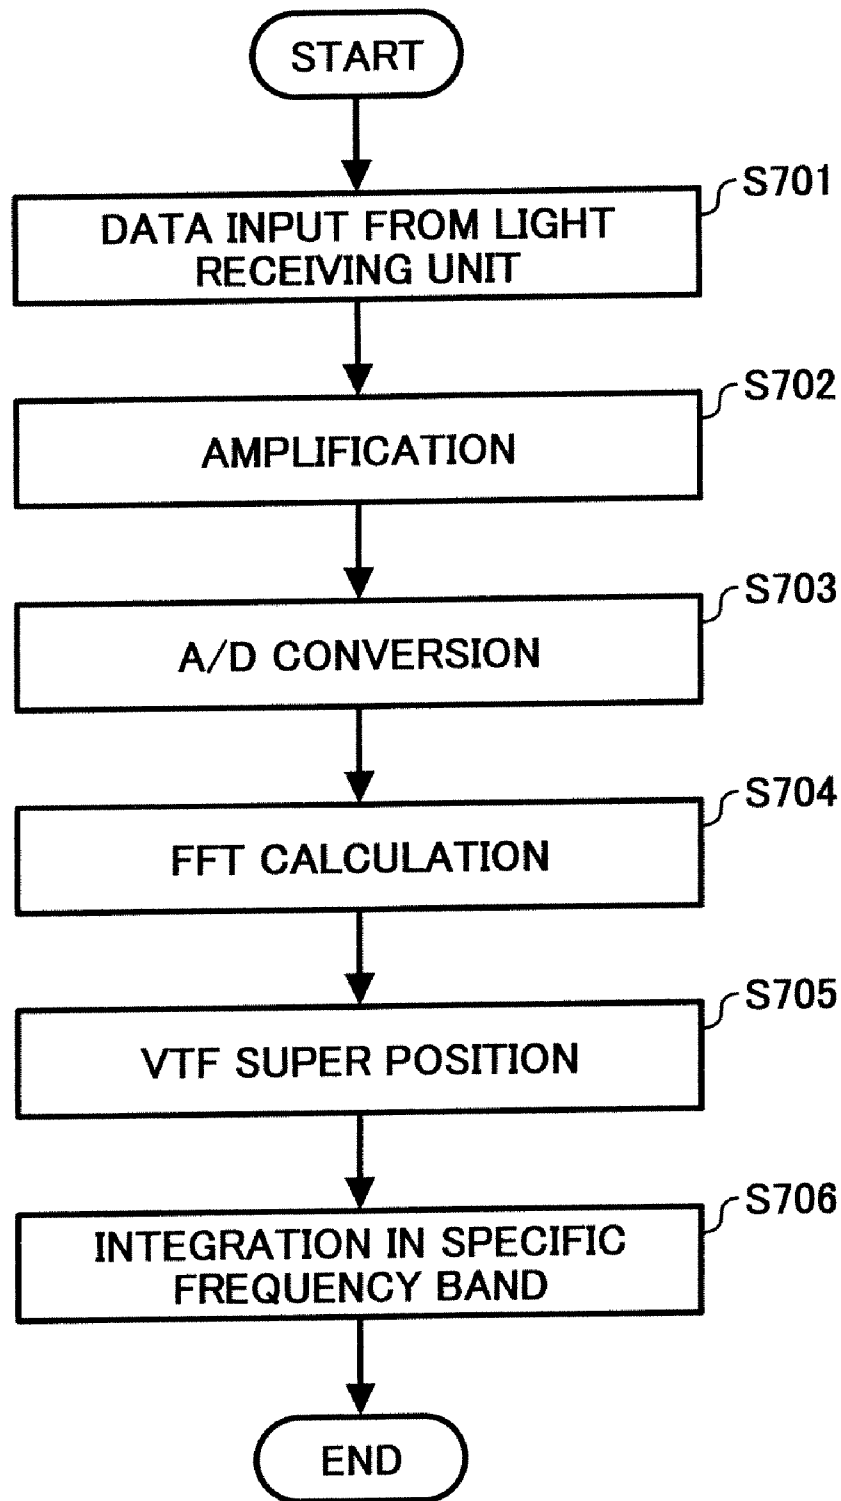 START
S701
DATA INPUT FROM LIGHT
RECEIVING UNIT
S702
AMPLIFICATION
S703
A/D CONVERSION
S704
FFT CALCULATION
S705
VTF SUPER POSITION
S706
INTEGRATION IN SPECIFIC
FREQUENCY BAND
END